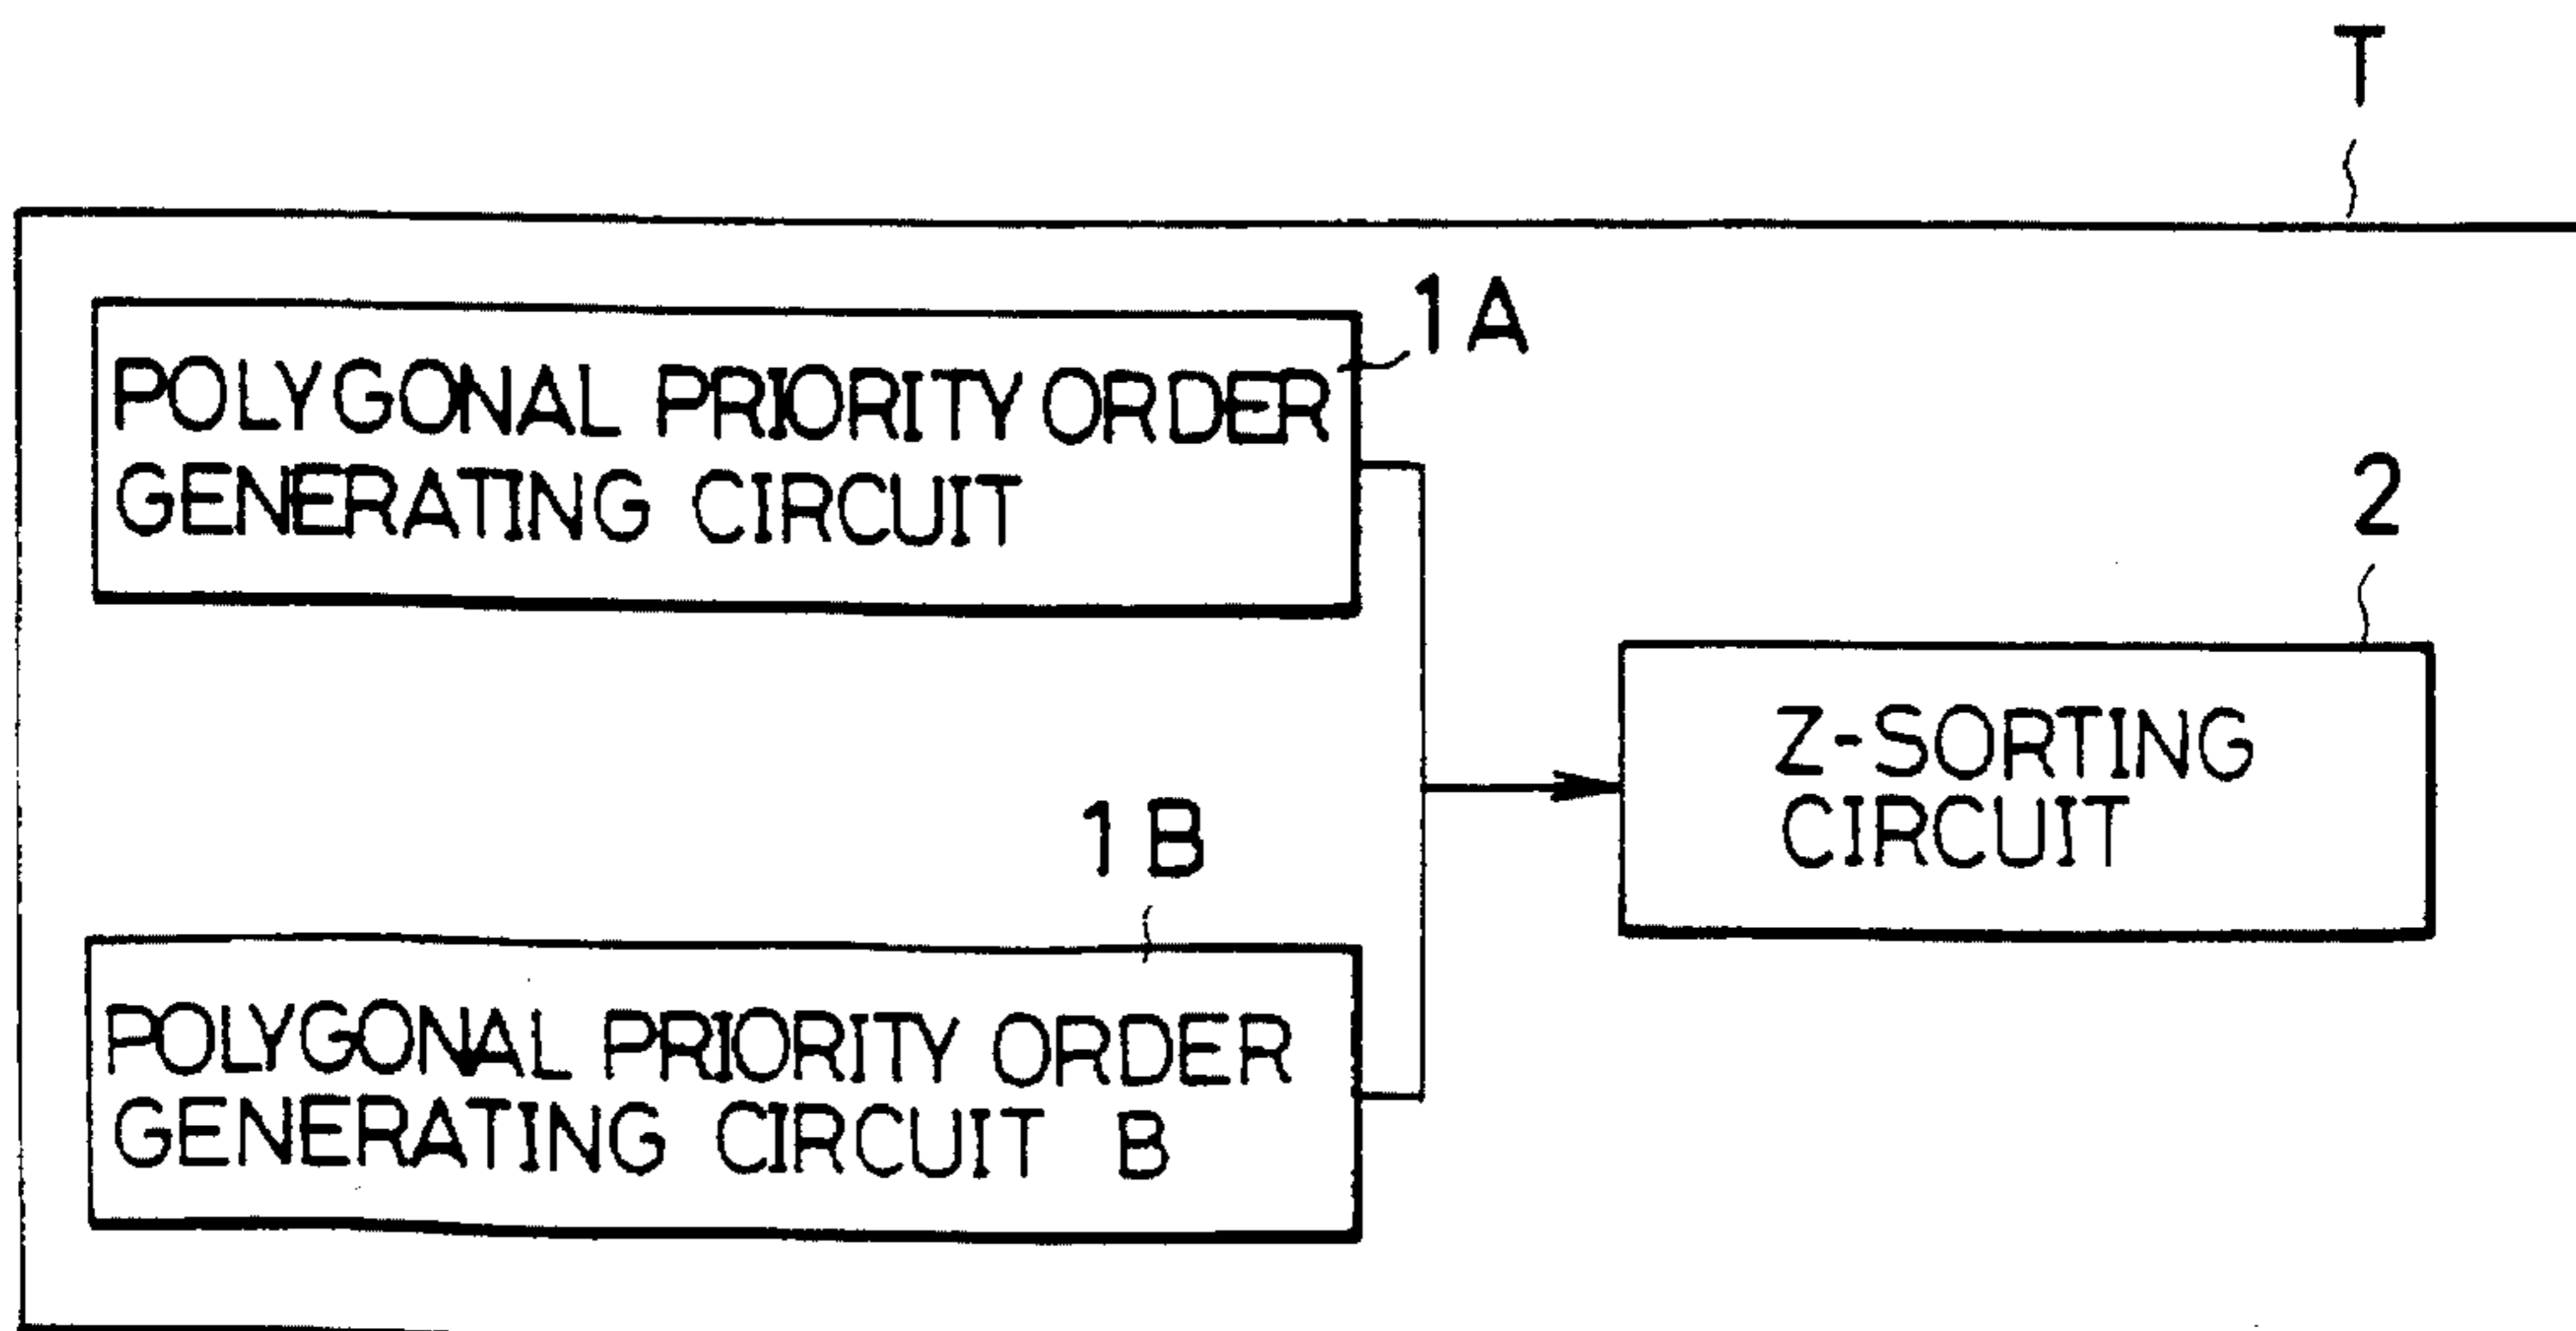 T
1A
POLYGONAL PRIORITY ORDER
GENERATING CIRCUIT
2
Z-SORTING
CIRCUIT
1B
POLYGONAL PRIORITY ORDER
GENERATING CIRCUIT B